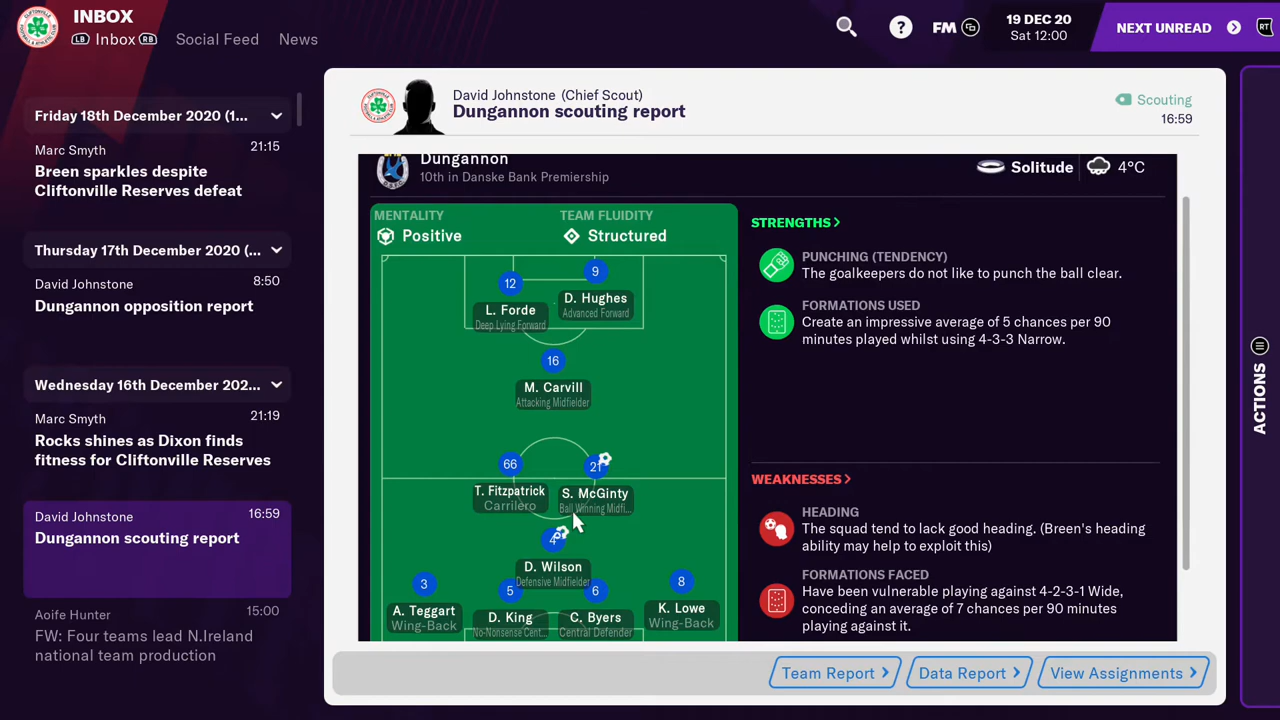 INBOX
LB Inbox RB
Social Feed
News
?
FM
19 DEC 20
Sat 12:00
NEXT UNREAD
RT
Friday 18th December 2020 (1...
Marc Smyth
21:15
Breen sparkles despite
Cliftonville Reserves defeat
Thursday 17th December 2020 (...
David Johnstone
8:50
Dungannon opposition report
Wednesday 16th December 202...
Marc Smyth
21:19
Rocks shines as Dixon finds
fitness for Cliftonville Reserves
David Johnstone
16:59
Dungannon scouting report
Aoife Hunter
15:00
FW: Four teams lead N.Ireland
national team production
David Johnstone (Chief Scout)
Dungannon scouting report
Scouting
16:59
Dungannon
10th in Danske Bank Premiership
Solitude
4°C
MENTALITY
Positive
TEAM FLUIDITY
Structured
12
L. Forde
Deep Lying Forward
9
D. Hughes
Advanced Forward
16
M. Carvill
Attacking Midfielder
66
T. Fitzpatrick
Carrilero
21
S. McGinty
Ball Winning Midfi...
4
D. Wilson
Defensive Midfielder
3
A. Teggart
Wing-Back
5
D. King
No-Nonsense Cent...
6
C. Byers
Central Defender
8
K. Lowe
Wing-Back
STRENGTHS >
PUNCHING (TENDENCY)
The goalkeepers do not like to punch the ball clear.
FORMATIONS USED
Create an impressive average of 5 chances per 90
minutes played whilst using 4-3-3 Narrow.
WEAKNESSES >
HEADING
The squad tend to lack good heading. (Breen's heading
ability may help to exploit this)
FORMATIONS FACED
Have been vulnerable playing against 4-2-3-1 Wide,
conceding an average of 7 chances per 90 minutes
playing against it.
Team Report >
Data Report >
View Assignments >
ACTIONS